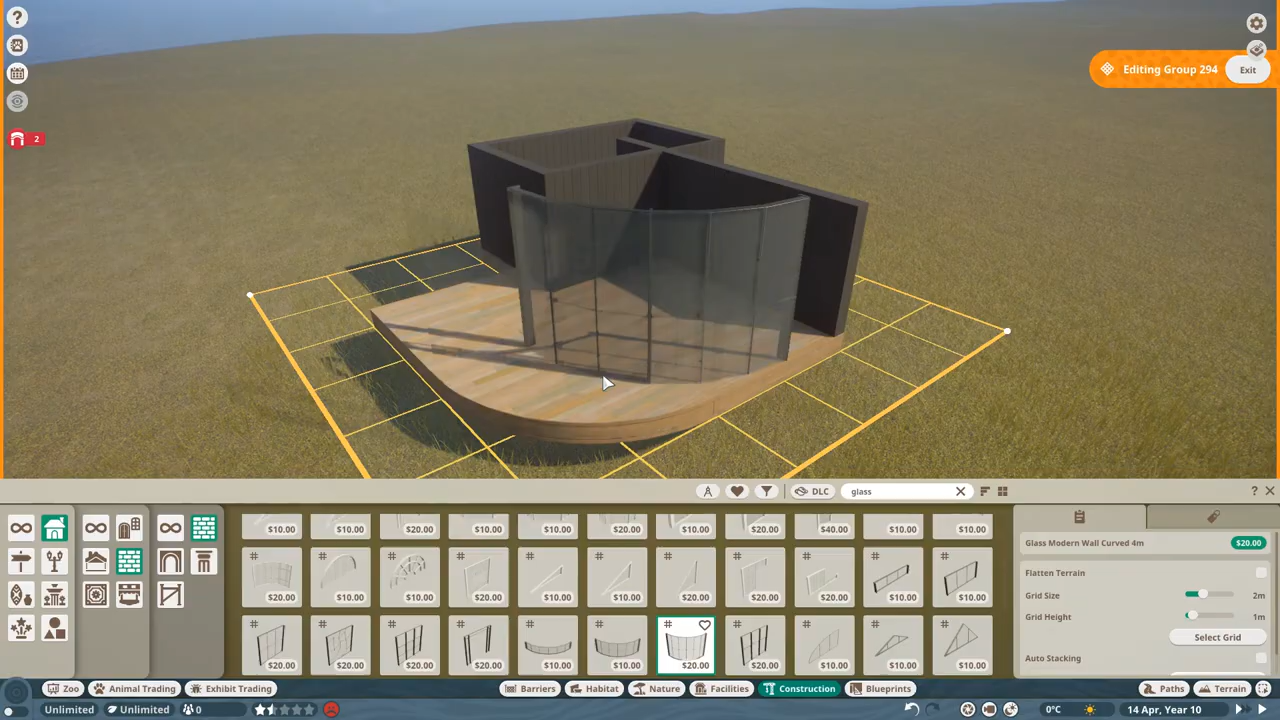 ?
Editing Group 294
Exit
2
DLC
glass
?
$10.00
$10.00
$20.00
$10.00
$10.00
$20.00
$10.00
$20.00
$40.00
$10.00
$10.00
$20.00
$10.00
$10.00
$20.00
$10.00
$10.00
$10.00
$20.00
$20.00
$10.00
$10.00
$20.00
$20.00
$20.00
$20.00
$10.00
$10.00
$20.00
$20.00
$10.00
$10.00
$10.00
Glass Modern Wall Curved 4m
$20.00
Flatten Terrain
Grid Size
2m
Grid Height
1m
Select Grid
Auto Stacking
Zoo
Animal Trading
Exhibit Trading
Barriers
Habitat
Nature
Facilities
Construction
Blueprints
Paths
Terrain
Unlimited
Unlimited
0
0°C
14 Apr, Year 10